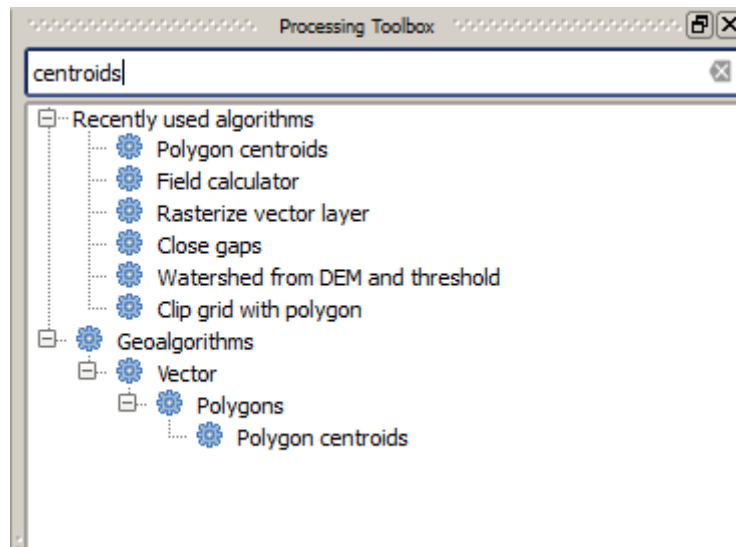 Processing Toolbox
centroids
Recently used algorithms
Polygon centroids
Field calculator
Rasterize vector layer
Close gaps
Watershed from DEM and threshold
Clip grid with polygon
Geoalgorithms
Vector
Polygons
Polygon centroids